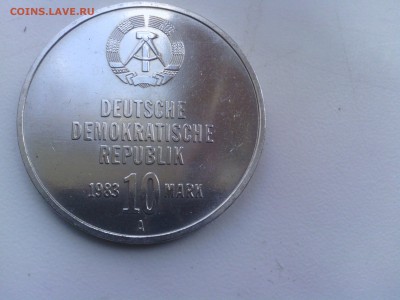 COINS.LAVE.RU
DEUTSCHE
DEMOKRATISCHE
REPUBLIK
1983 10 MARK
A